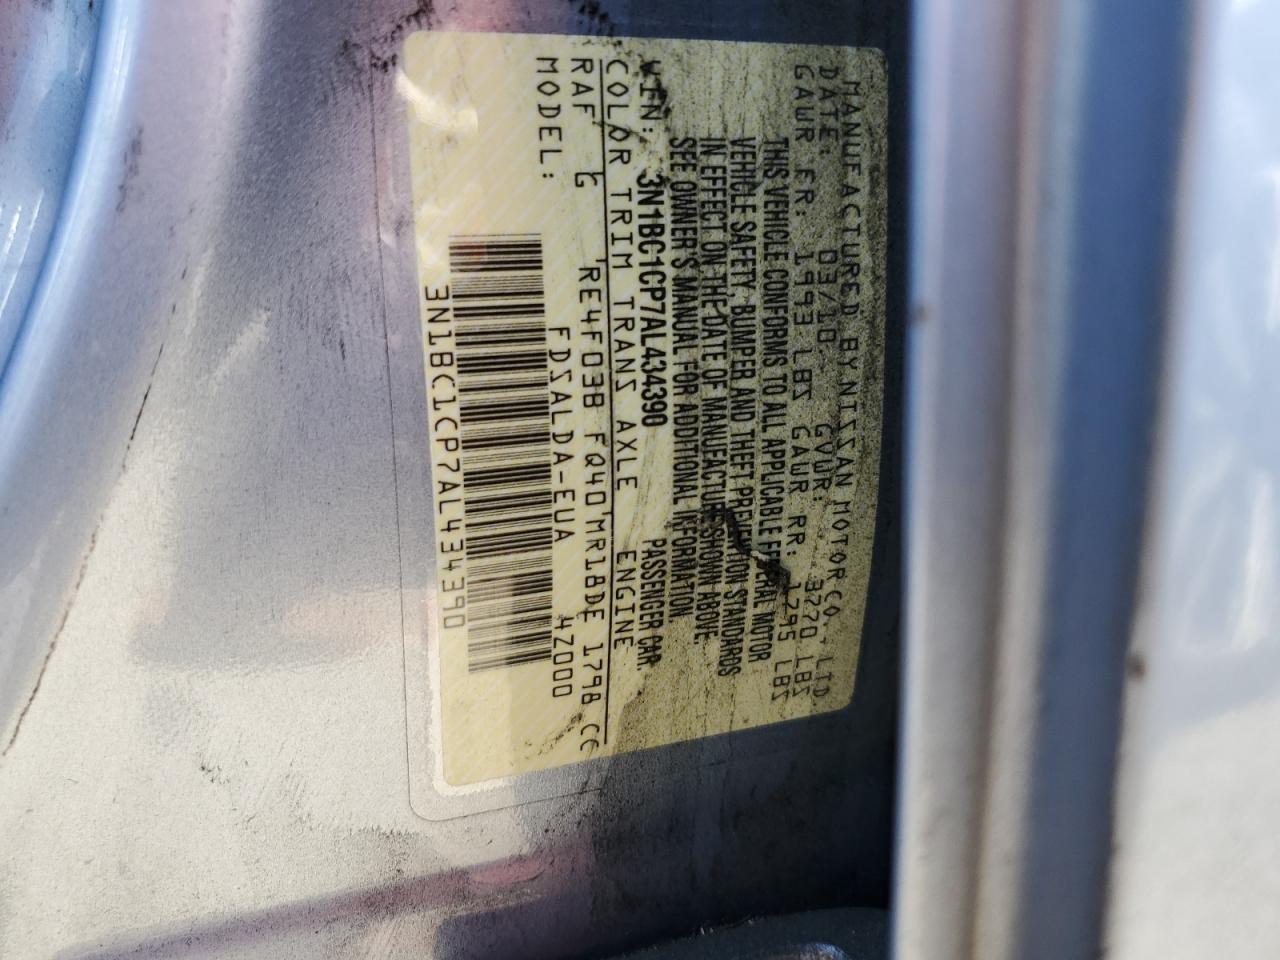 MANUFACTURED BY NISSAN MOTOR CO., LTD
DATE: 03/10 GVWR: 3770 LBS
GAWR FR: 1993 LBS GAWR RR: 1795 LBS
THIS VEHICLE CONFORMS TO ALL APPLICABLE FEDERAL MOTOR
VEHICLE SAFETY, BUMPER AND THEFT PREVENTION STANDARDS
IN EFFECT ON THE DATE OF MANUFACTURE SHOWN ABOVE.
SEE OWNER'S MANUAL FOR ADDITIONAL INFORMATION.
VIN: 3N1BC1CP7AL434390 PASSENGER CAR.
COLOR TRIM TRANS AXLE ENGINE
RAF G RE4F03B FQ40 MR18DE 1798 CC
MODEL: FDSALDA-EUA 4Z000
3N1BC1CP7AL434390